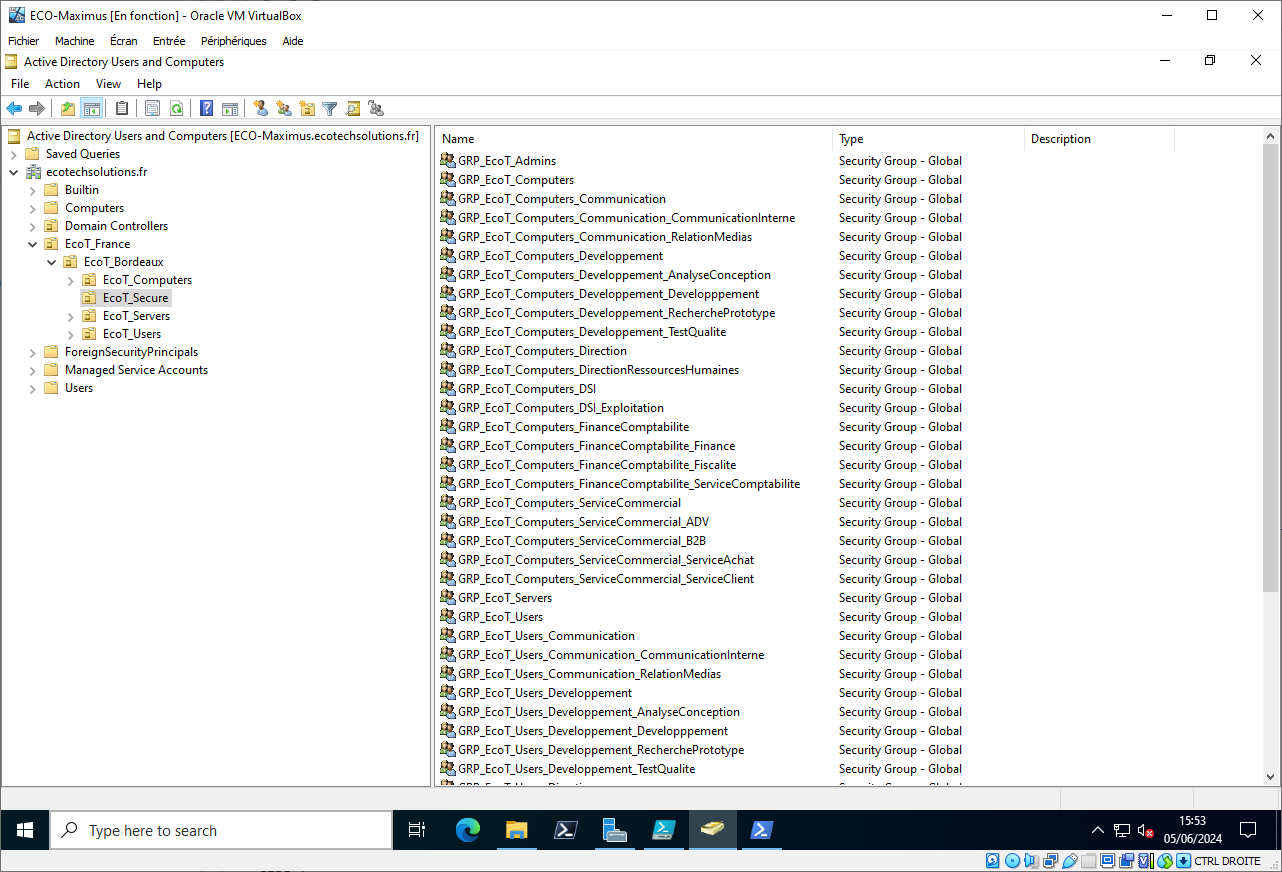 ECO-Maximus [En fonction] - Oracle VM VirtualBox
Fichier Machine Écran Entrée Périphériques Aide
Active Directory Users and Computers
File Action View Help
Active Directory Users and Computers [ECO-Maximus.ecotechsolutions.fr]
Saved Queries
ecotechsolutions.fr
Builtin
Computers
Domain Controllers
EcoT_France
EcoT_Bordeaux
EcoT_Computers
EcoT_Secure
EcoT_Servers
EcoT_Users
ForeignSecurityPrincipals
Managed Service Accounts
Users
Name Type Description
GRP_EcoT_Admins Security Group - Global
GRP_EcoT_Computers Security Group - Global
GRP_EcoT_Computers_Communication Security Group - Global
GRP_EcoT_Computers_Communication_CommunicationInterne Security Group - Global
GRP_EcoT_Computers_Communication_RelationMedias Security Group - Global
GRP_EcoT_Computers_Developpement Security Group - Global
GRP_EcoT_Computers_Developpement_AnalyseConception Security Group - Global
GRP_EcoT_Computers_Developpement_Developppement Security Group - Global
GRP_EcoT_Computers_Developpement_RecherchePrototype Security Group - Global
GRP_EcoT_Computers_Developpement_TestQualite Security Group - Global
GRP_EcoT_Computers_Direction Security Group - Global
GRP_EcoT_Computers_DirectionRessourcesHumaines Security Group - Global
GRP_EcoT_Computers_DSI Security Group - Global
GRP_EcoT_Computers_DSI_Exploitation Security Group - Global
GRP_EcoT_Computers_FinanceComptabilite Security Group - Global
GRP_EcoT_Computers_FinanceComptabilite_Finance Security Group - Global
GRP_EcoT_Computers_FinanceComptabilite_Fiscalite Security Group - Global
GRP_EcoT_Computers_FinanceComptabilite_ServiceComptabilite Security Group - Global
GRP_EcoT_Computers_ServiceCommercial Security Group - Global
GRP_EcoT_Computers_ServiceCommercial_ADV Security Group - Global
GRP_EcoT_Computers_ServiceCommercial_B2B Security Group - Global
GRP_EcoT_Computers_ServiceCommercial_ServiceAchat Security Group - Global
GRP_EcoT_Computers_ServiceCommercial_ServiceClient Security Group - Global
GRP_EcoT_Servers Security Group - Global
GRP_EcoT_Users Security Group - Global
GRP_EcoT_Users_Communication Security Group - Global
GRP_EcoT_Users_Communication_CommunicationInterne Security Group - Global
GRP_EcoT_Users_Communication_RelationMedias Security Group - Global
GRP_EcoT_Users_Developpement Security Group - Global
GRP_EcoT_Users_Developpement_AnalyseConception Security Group - Global
GRP_EcoT_Users_Developpement_Developppement Security Group - Global
GRP_EcoT_Users_Developpement_RecherchePrototype Security Group - Global
GRP_EcoT_Users_Developpement_TestQualite Security Group - Global
Type here to search
15:53
05/06/2024
CTRL DROITE